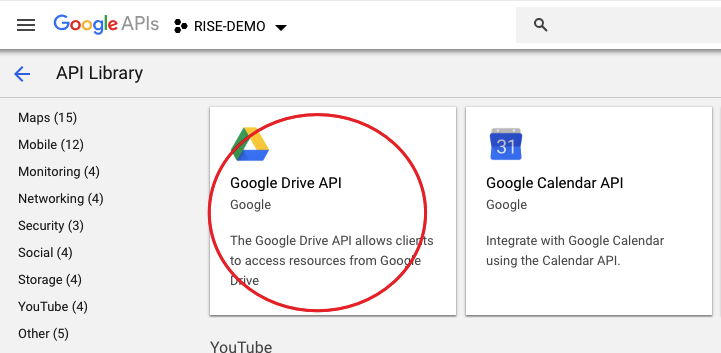 Google APIs RISE-DEMO
API Library
Maps (15)
Mobile (12)
Monitoring (4)
Networking (4)
Security (3)
Social (4)
Storage (4)
YouTube (4)
Other (5)
Google Drive API
Google
The Google Drive API allows clients
to access resources from Google
Drive
31
Google Calendar API
Google
Integrate with Google Calendar
using the Calendar API.
YouTube